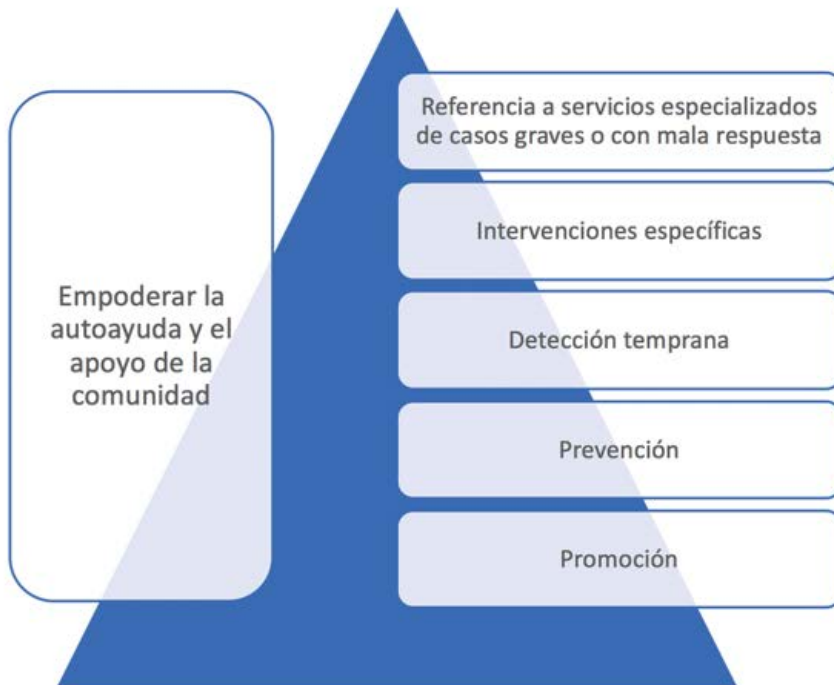 Empoderar la
autoayuda y el
apoyo de la
comunidad
Referencia a servicios especializados
de casos graves o con mala respuesta
Intervenciones específicas
Detección temprana
Prevención
Promoción